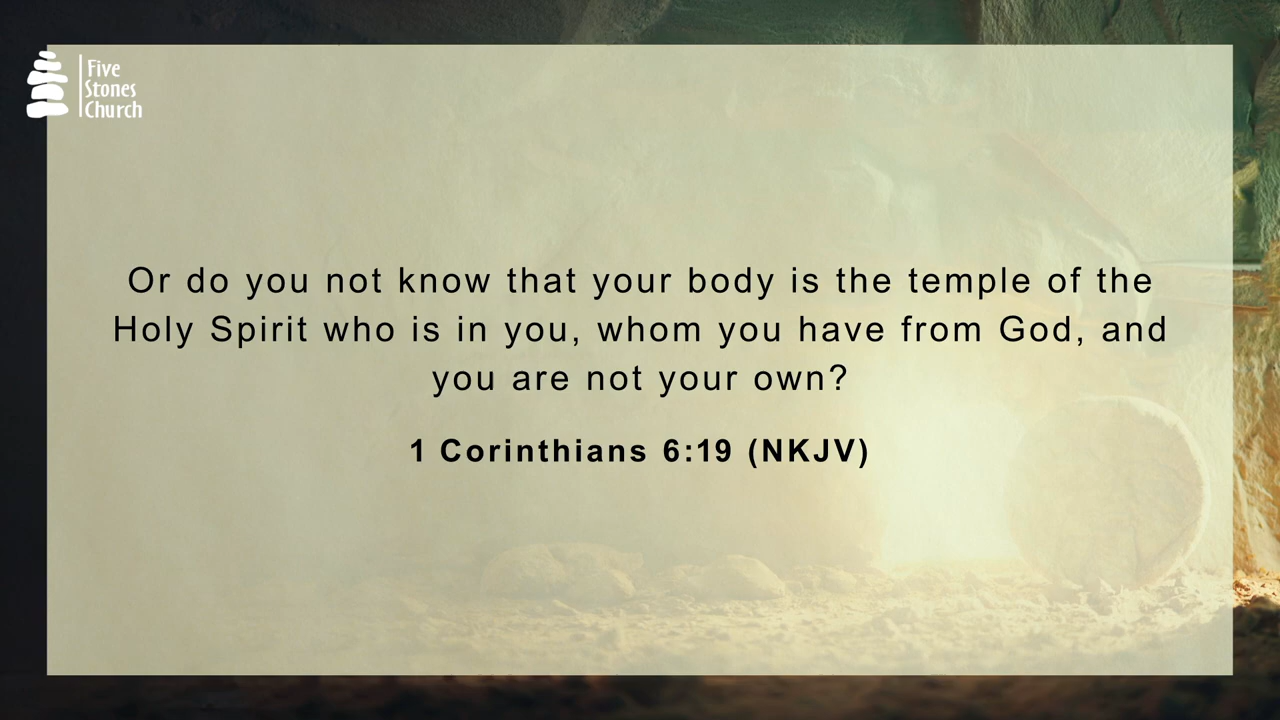 Five
Stones
Church
Or do you not know that your body is the temple of the
Holy Spirit who is in you, whom you have from God, and
you are not your own?
1 Corinthians 6:19 (NKJV)